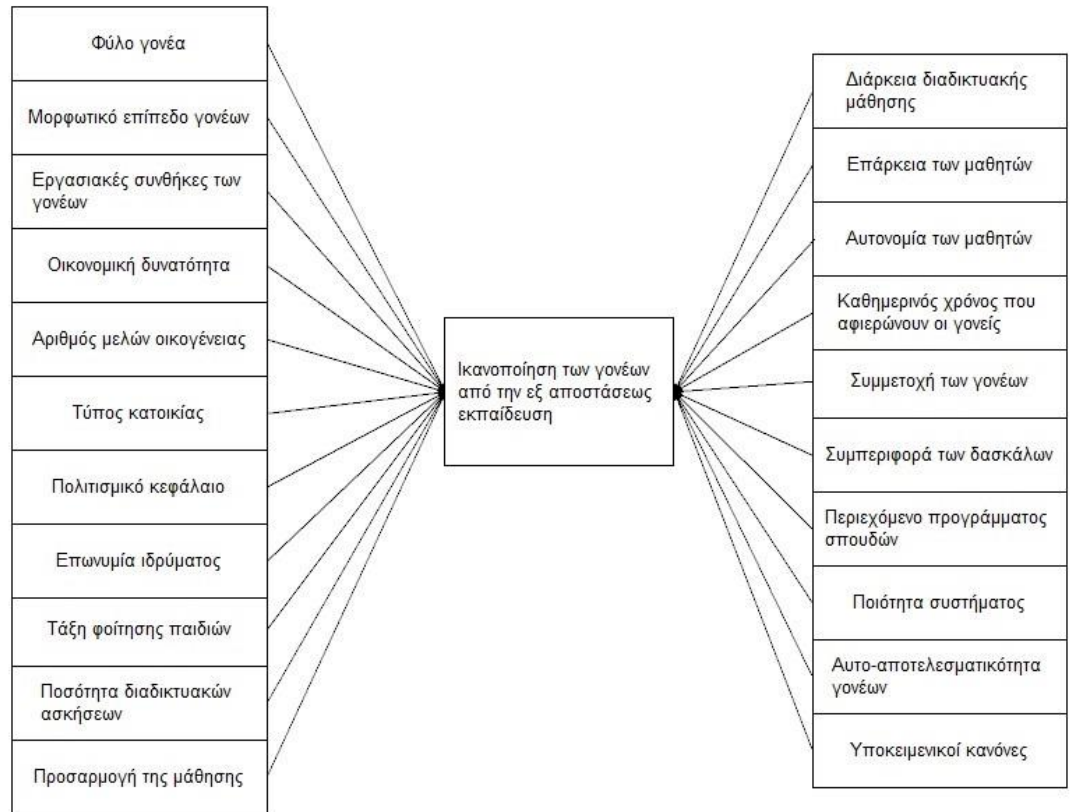 Φύλο γονέα
Μορφωτικό επίπεδο γονέων
Εργασιακές συνθήκες των
γονέων
Οικονομική δυνατότητα
Αριθμός μελών οικογένειας
Τύπος κατοικίας
Πολιτισμικό κεφάλαιο
Επωνυμία ιδρύματος
Τάξη φοίτησης παιδιών
Ποσότητα διαδικτυακών
ασκήσεων
Προσαρμογή της μάθησης
Ικανοποίηση των γονέων
από την εξ αποστάσεως
εκπαίδευση
Διάρκεια διαδικτυακής
μάθησης
Επάρκεια των μαθητών
Αυτονομία των μαθητών
Καθημερινός χρόνος που
αφιερώνουν οι γονείς
Συμμετοχή των γονέων
Συμπεριφορά των δασκάλων
Περιεχόμενο προγράμματος
σπουδών
Ποιότητα συστήματος
Αυτο-αποτελεσματικότητα
γονέων
Υποκειμενικοί κανόνες